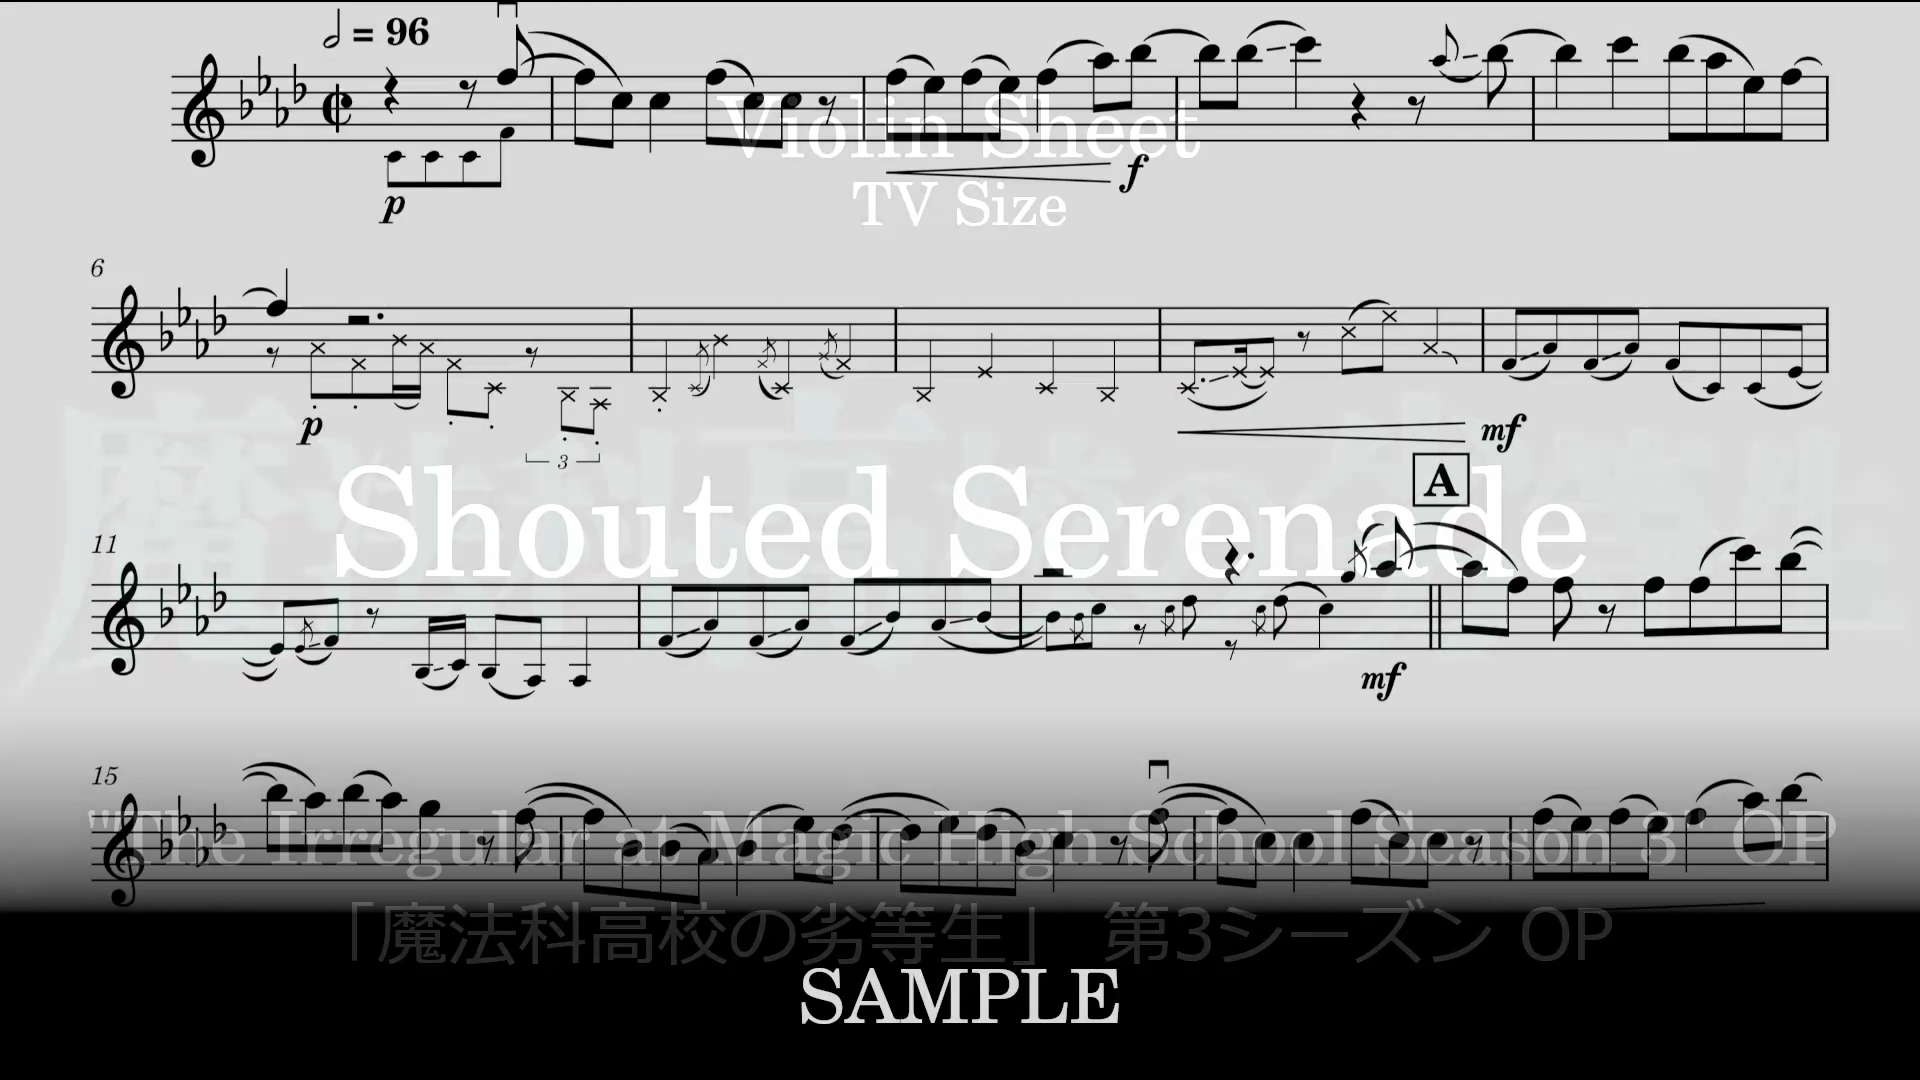 𝅗𝅥 = 96
Violin Sheet
p
f
TV Size
6
p
3
mf
A
Shouted Serenade
11
mf
15
"The Irregular at Magic High School Season 3" OP
「魔法科高校の劣等生」 第3シーズン OP
SAMPLE